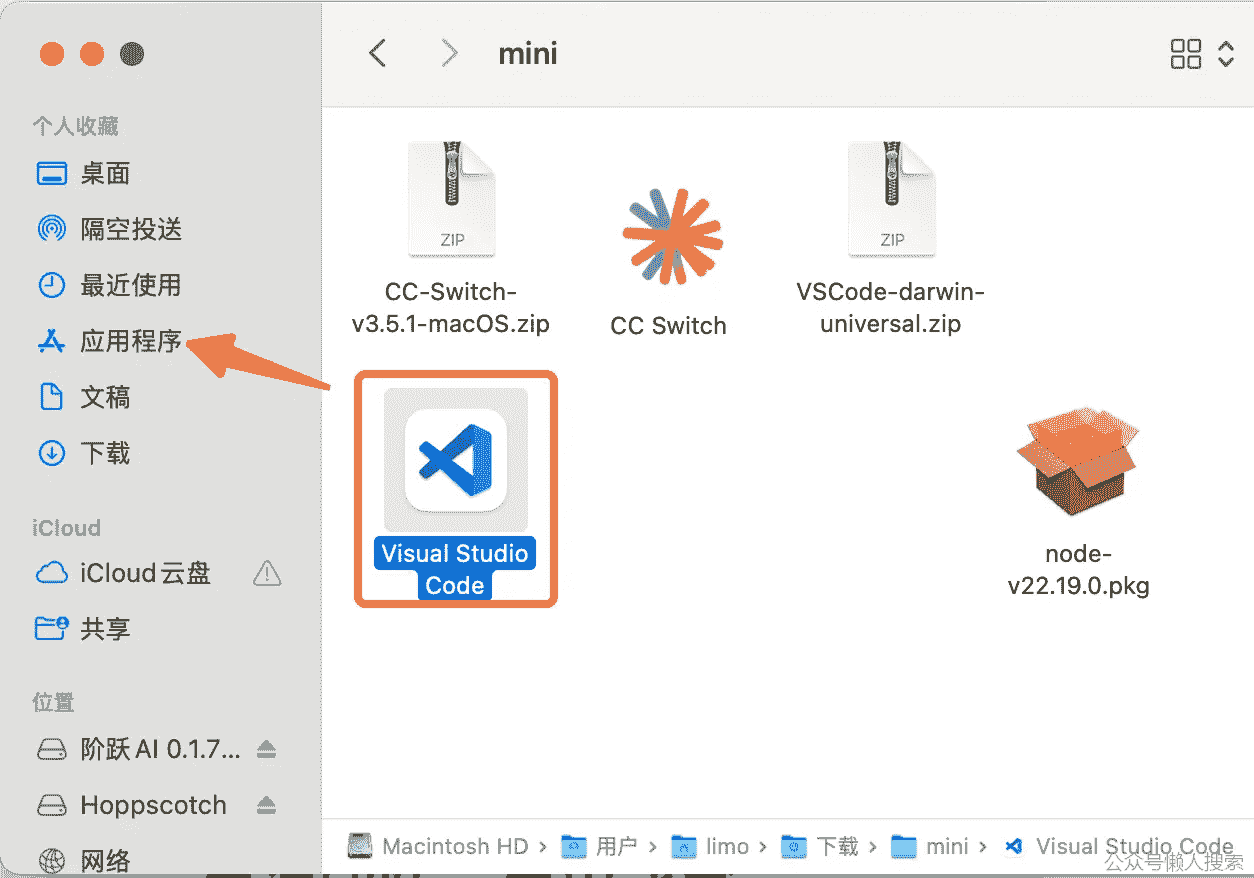 mini
个人收藏
桌面
隔空投送
最近使用
应用程序
文稿
下载
iCloud
iCloud云盘
共享
位置
阶跃AI 0.1.7...
Hoppscotch
网络
ZIP
CC-Switch-
v3.5.1-macOS.zip
CC Switch
ZIP
VSCode-darwin-
universal.zip
Visual Studio
Code
node-
v22.19.0.pkg
Macintosh HD › 用户 › limo › 下载 › mini › Visual Studio Code
公众号懒人搜索